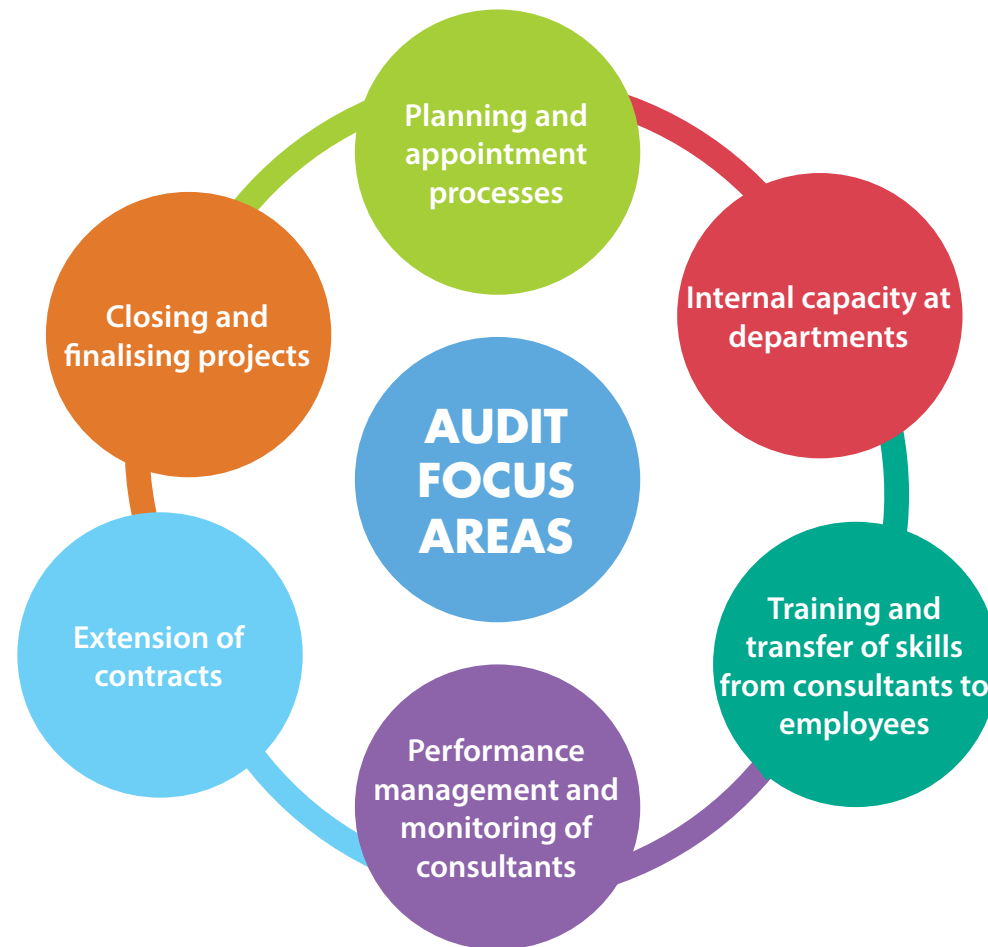 Planning and
appointment
processes
Internal capacity at
departments
Training and
transfer of skills
from consultants to
employees
Performance
management and
monitoring of
consultants
Extension of
contracts
Closing and
finalising projects
AUDIT
FOCUS
AREAS